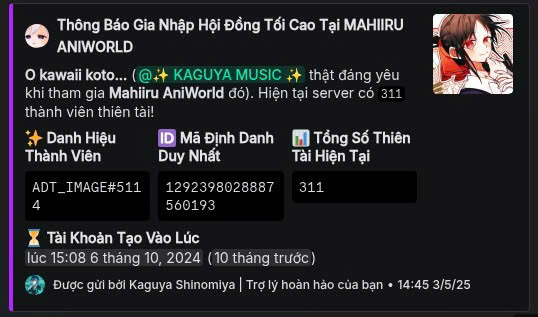 Thông Báo Gia Nhập Hội Đồng Tối Cao Tại MAHIIRU
ANIWORLD
O kawaii koto... (@✨ KAGUYA MUSIC ✨ thật đáng yêu
khi tham gia Mahiiru AniWorld đó). Hiện tại server có 311
thành viên thiên tài!
✨ Danh Hiệu
Thành Viên
🆔 Mã Định Danh
Duy Nhất
📊 Tổng Số Thiên
Tài Hiện Tại
ADT_IMAGE#511
4
1292398028887
560193
311
⏳ Tài Khoản Tạo Vào Lúc
lúc 15:08 6 tháng 10, 2024 (10 tháng trước)
Được gửi bởi Kaguya Shinomiya | Trợ lý hoàn hảo của bạn • 14:45 3/5/25